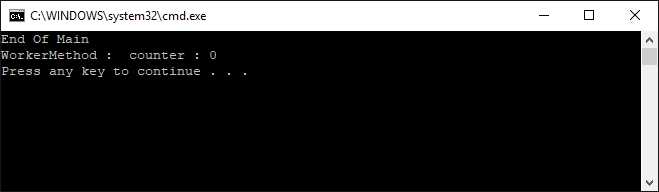 C:\WINDOWS\system32\cmd.exe
End Of Main
WorkerMethod :  counter : 0
Press any key to continue . . .